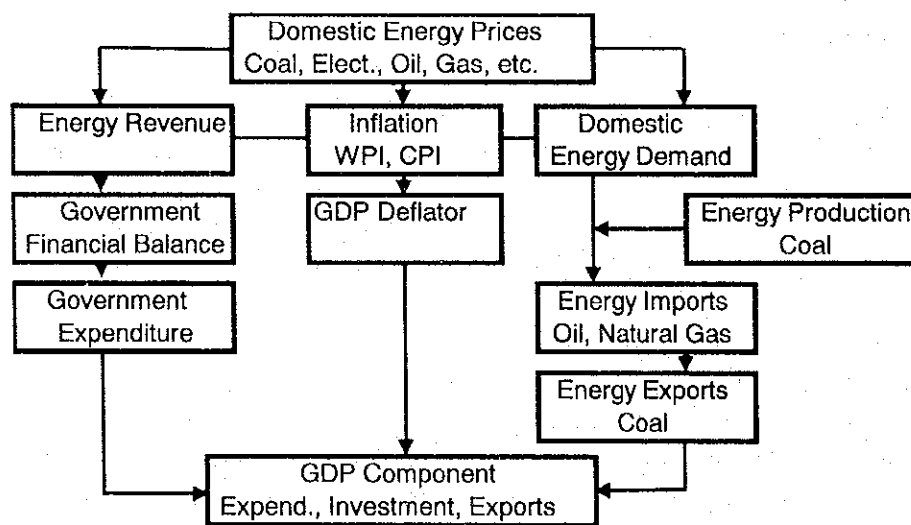 Domestic Energy Prices
Coal, Elect., Oil, Gas, etc.
Energy Revenue
Inflation
WPI, CPI
Domestic
Energy Demand
Government
Financial Balance
GDP Deflator
Energy Production
Coal
Government
Expenditure
Energy Imports
Oil, Natural Gas
Energy Exports
Coal
GDP Component
Expend., Investment, Exports